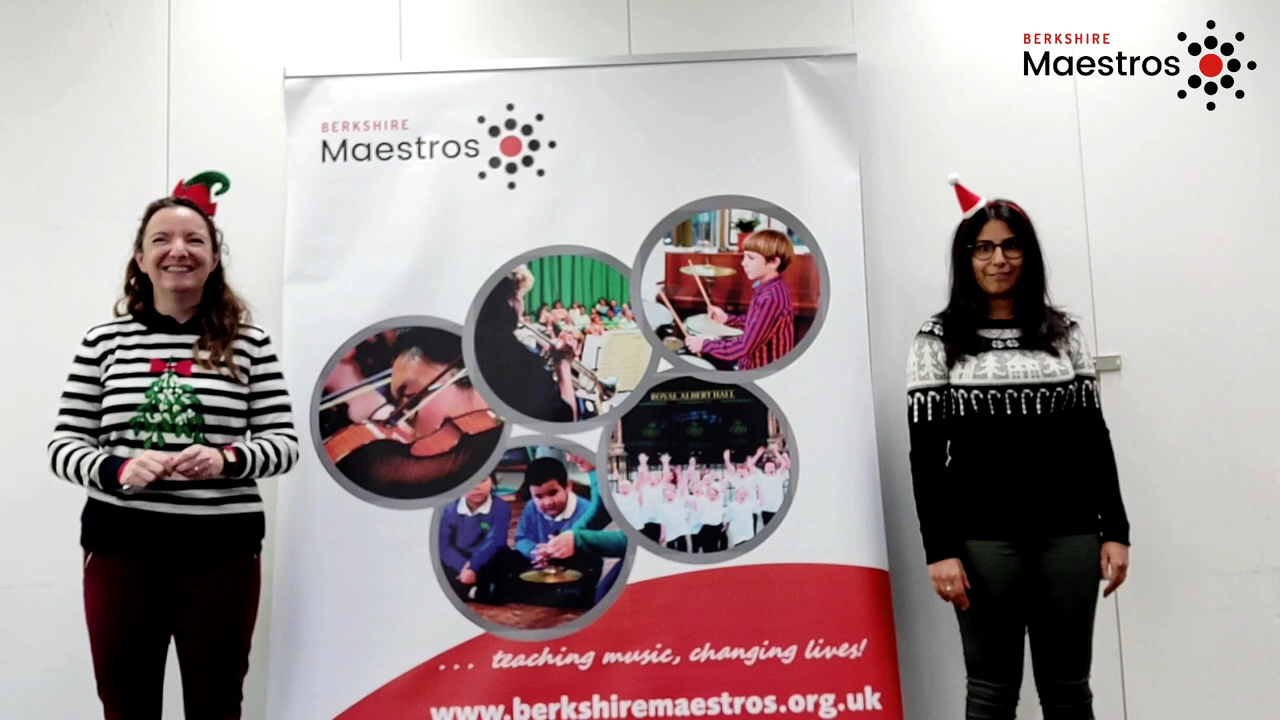 BERKSHIRE
Maestros
BERKSHIRE
Maestros
ROYAL ALBERT HALL
... teaching music, changing lives!
www.berkshiremaestros.org.uk